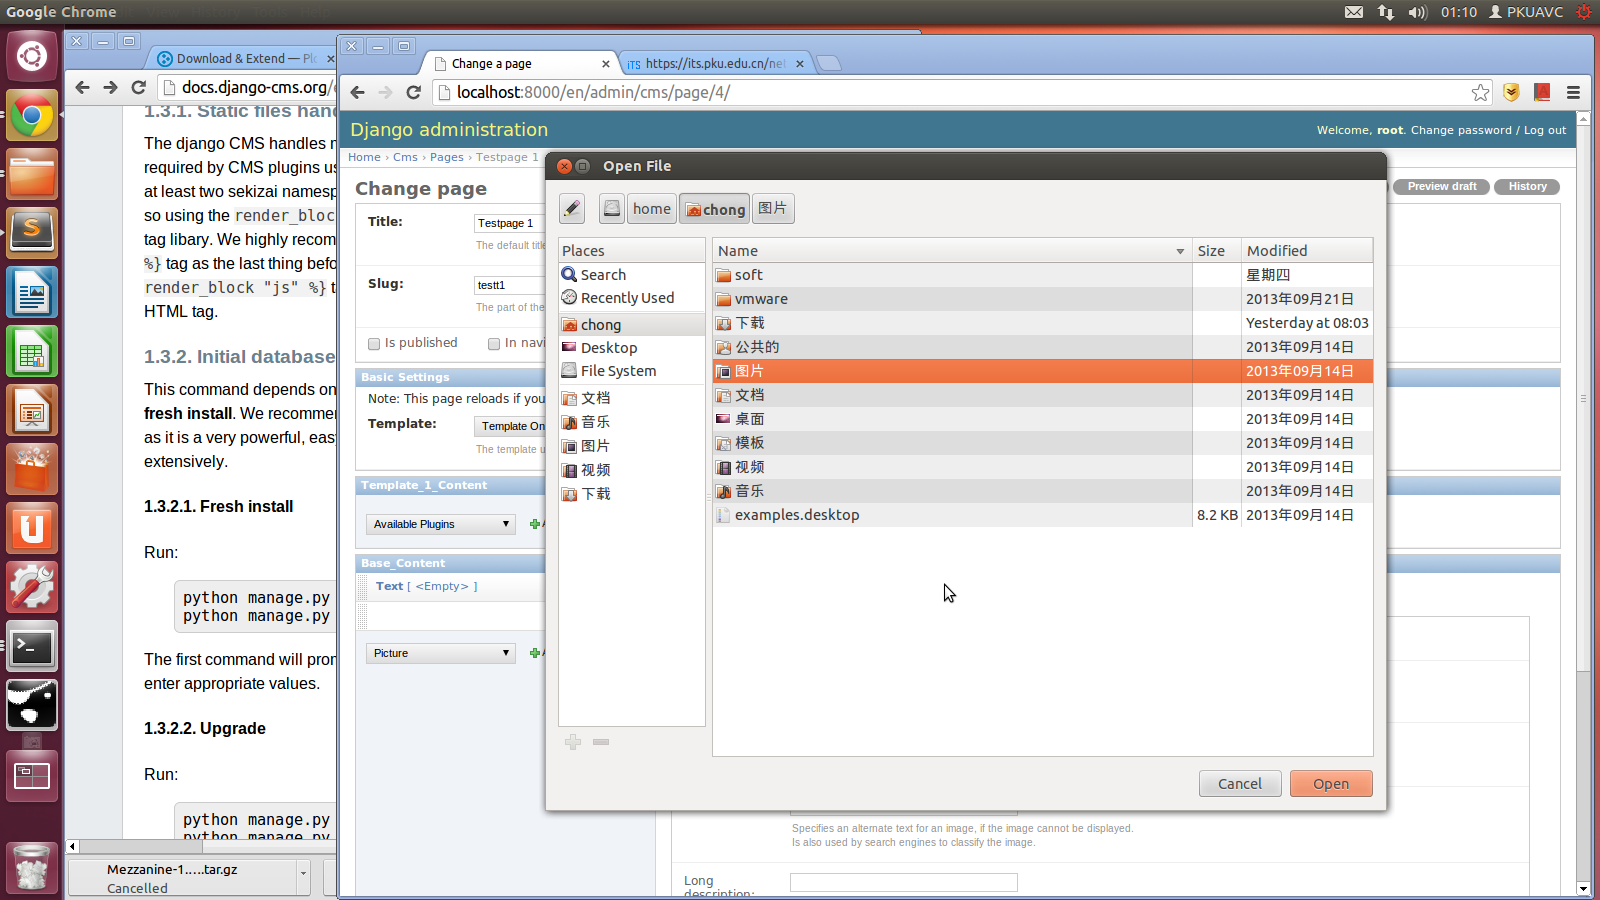 Google Chrome
01:10
PKUAVC
Download & Extend — Pl
docs.django-cms.org/
1.3.1. Static files han
The django CMS handles
required by CMS plugins us
at least two sekizai namesp
so using the render_bloc
tag libary. We highly recom
%} tag as the last thing befo
render_block "js" %} t
HTML tag.
1.3.2. Initial database
This command depends on
fresh install. We recommen
as it is a very powerful, eas
extensively.
1.3.2.1. Fresh install
Run:
python manage.py
python manage.py
The first command will pron
enter appropriate values.
1.3.2.2. Upgrade
Run:
python manage.py
python manage.py
Mezzanine-1.....tar.gz
Cancelled
Change a page
iTS https://its.pku.edu.cn/ne
localhost:8000/en/admin/cms/page/4/
Django administration
Welcome, root. Change password / Log out
Home › Cms › Pages › Testpage 1
Change page
Preview draft
History
Title:
Testpage 1
The default title
Slug:
testt1
The part of the
Is published
In navi
Basic Settings
Note: This page reloads if you
Template:
Template On
The template u
Template_1_Content
Available Plugins
Base_Content
Text [ <Empty> ]
Picture
Specifies an alternate text for an image, if the image cannot be displayed.
Is also used by search engines to classify the image.
Long
description:
Open File
home
chong
图片
Places
Search
Recently Used
chong
Desktop
File System
文档
音乐
图片
视频
下载
Name Size Modified
soft 星期四
vmware 2013年09月21日
下载 Yesterday at 08:03
公共的 2013年09月14日
图片 2013年09月14日
文档 2013年09月14日
桌面 2013年09月14日
模板 2013年09月14日
视频 2013年09月14日
音乐 2013年09月14日
examples.desktop 8.2 KB 2013年09月14日
Cancel
Open